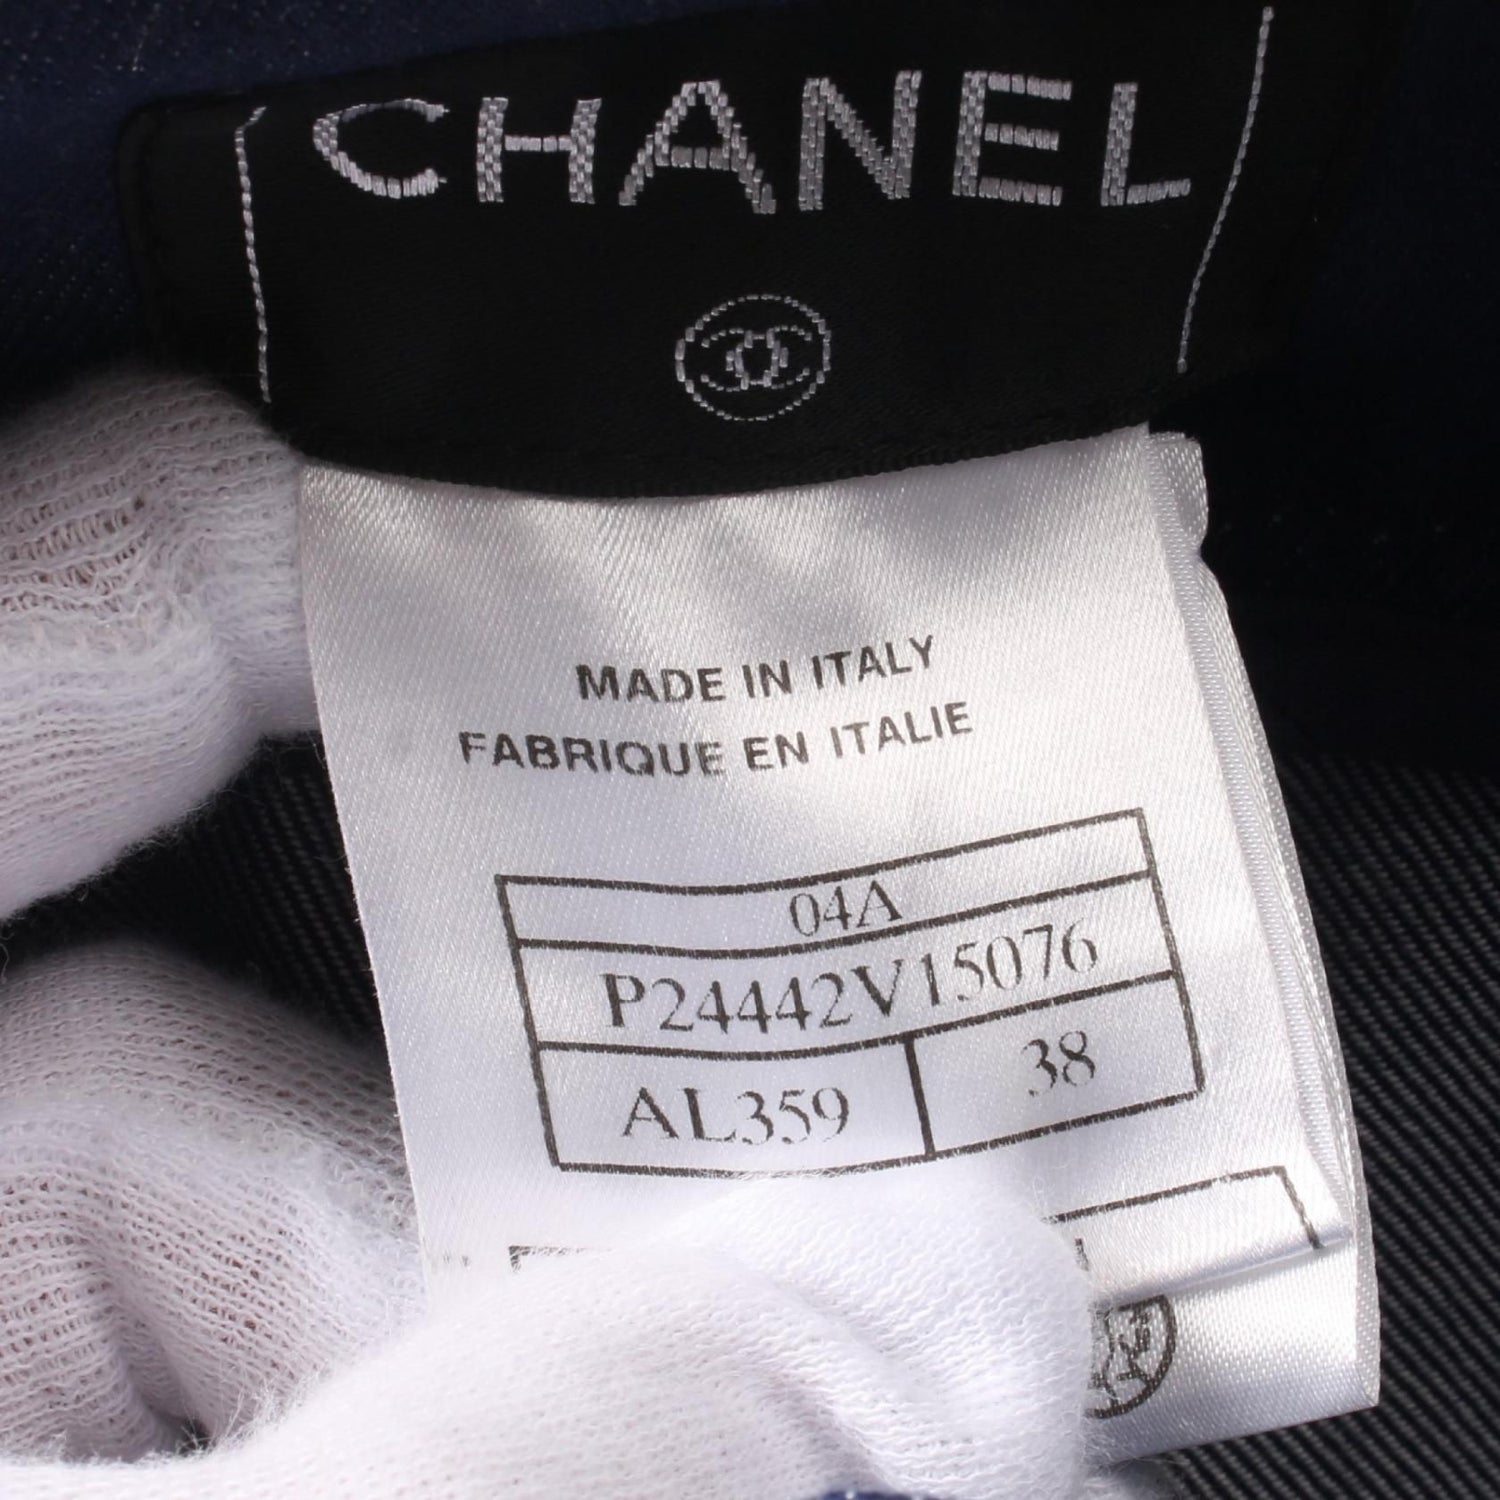 CHANEL
MADE IN ITALY
FABRIQUE EN ITALIE
04A
P24442V15076
AL359 38